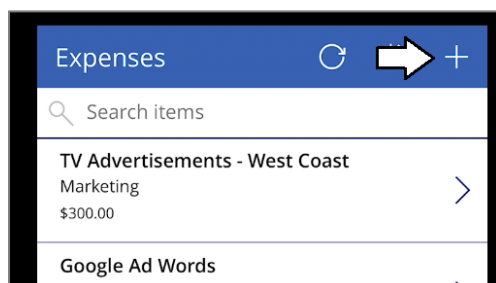 Expenses
Search items
TV Advertisements - West Coast
Marketing
$300.00
Google Ad Words